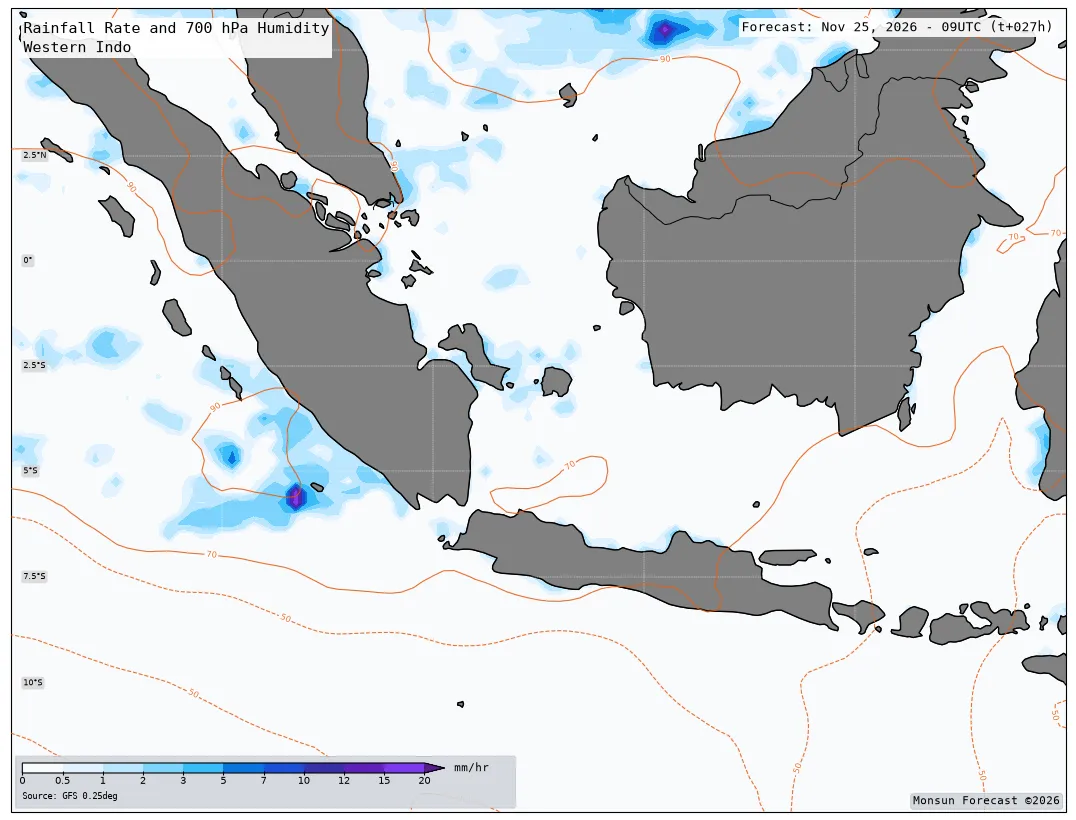 Rainfall Rate and 700 hPa Humidity
Western Indo
Forecast: Nov 25, 2026 - 09UTC (t+027h)
90
90
2.5°N
90
70
70
0°
2.5°S
90
70
5°S
70
7.5°S
50
10°S
50
50
50
50
mm/hr
0 0.5 1 2 3 5 7 10 12 15 20
Source: GFS 0.25deg
Monsun Forecast ©2026